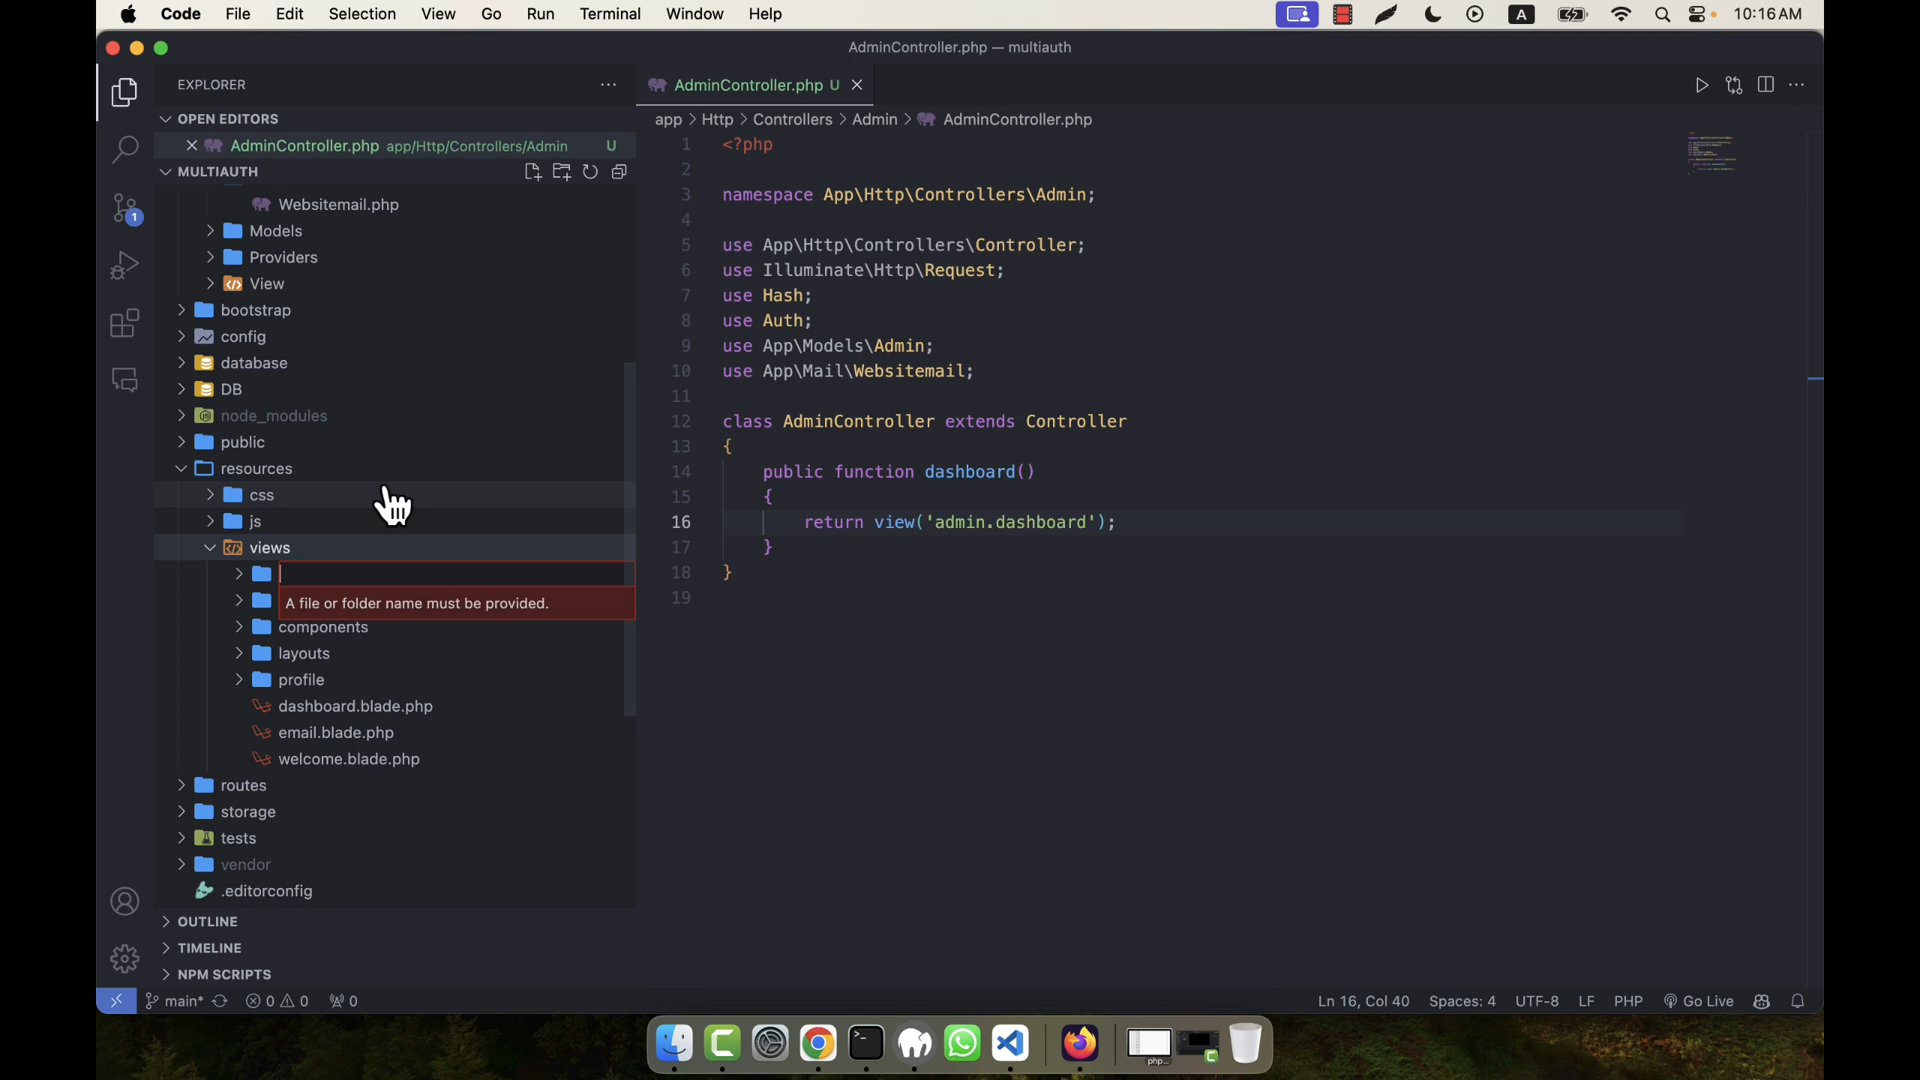 Code File Edit Selection View Go Run Terminal Window Help A 10:16 AM
AdminController.php — multiauth
EXPLORER
AdminController.php U
OPEN EDITORS
AdminController.php app/Http/Controllers/Admin U
app > Http > Controllers > Admin > AdminController.php
MULTIAUTH
Websitemail.php
Models
Providers
View
bootstrap
config
database
DB
node_modules
public
resources
css
js
views
A file or folder name must be provided.
components
layouts
profile
dashboard.blade.php
email.blade.php
welcome.blade.php
routes
storage
tests
vendor
.editorconfig
OUTLINE
TIMELINE
NPM SCRIPTS
1
1 <?php
2
3 namespace App\Http\Controllers\Admin;
4
5 use App\Http\Controllers\Controller;
6 use Illuminate\Http\Request;
7 use Hash;
8 use Auth;
9 use App\Models\Admin;
10 use App\Mail\Websitemail;
11
12 class AdminController extends Controller
13 {
14 public function dashboard()
15 {
16 return view('admin.dashboard');
17 }
18 }
19
main* 0 0 0 Ln 16, Col 40 Spaces: 4 UTF-8 LF PHP Go Live
php...